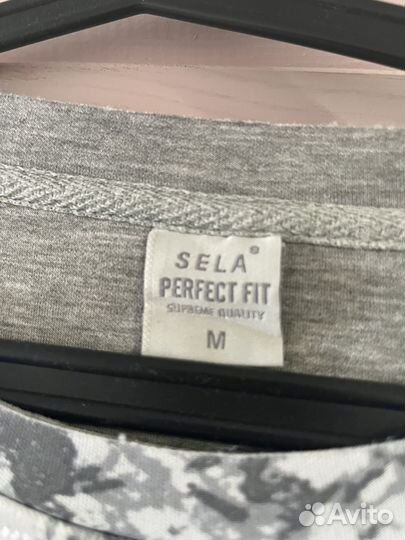 SELA®
PERFECT FIT
SUPREME QUALITY
M
Avito